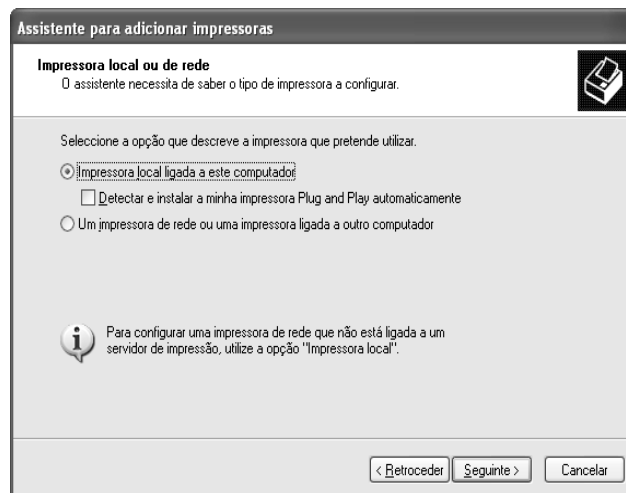 Assistente para adicionar impressoras
Impressora local ou de rede
O assistente necessita de saber o tipo de impressora a configurar.
Seleccione a opção que descreve a impressora que pretende utilizar.
Impressora local ligada a este computador
Detectar e instalar a minha impressora Plug and Play automaticamente
Um impressora de rede ou uma impressora ligada a outro computador
Para configurar uma impressora de rede que não está ligada a um
servidor de impressão, utilize a opção "Impressora local".
< Retroceder Seguinte > Cancelar